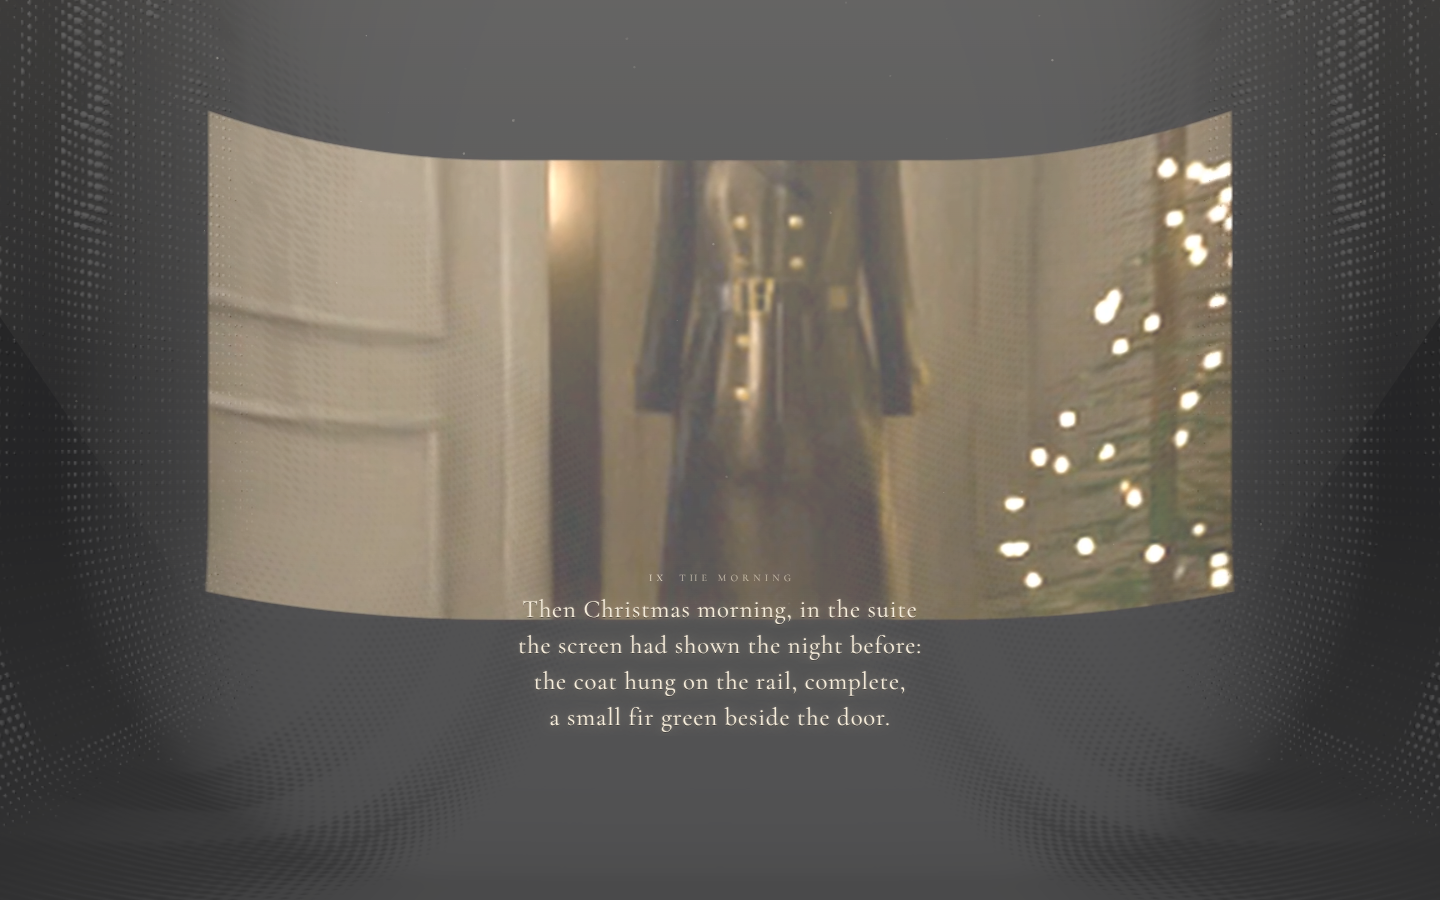 IX THE MORNING
Then Christmas morning, in the suite
the screen had shown the night before:
the coat hung on the rail, complete,
a small fir green beside the door.